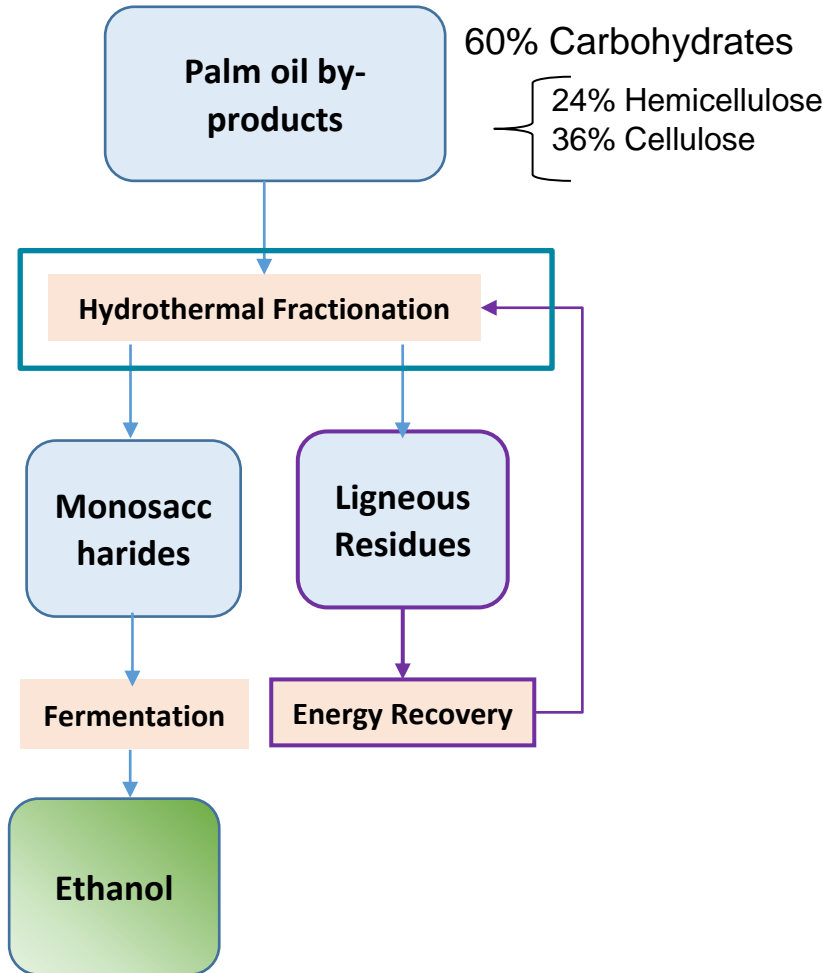 Palm oil by-
products
60% Carbohydrates
24% Hemicellulose
36% Cellulose
Hydrothermal Fractionation
Monosacc
harides
Ligneous
Residues
Fermentation
Energy Recovery
Ethanol